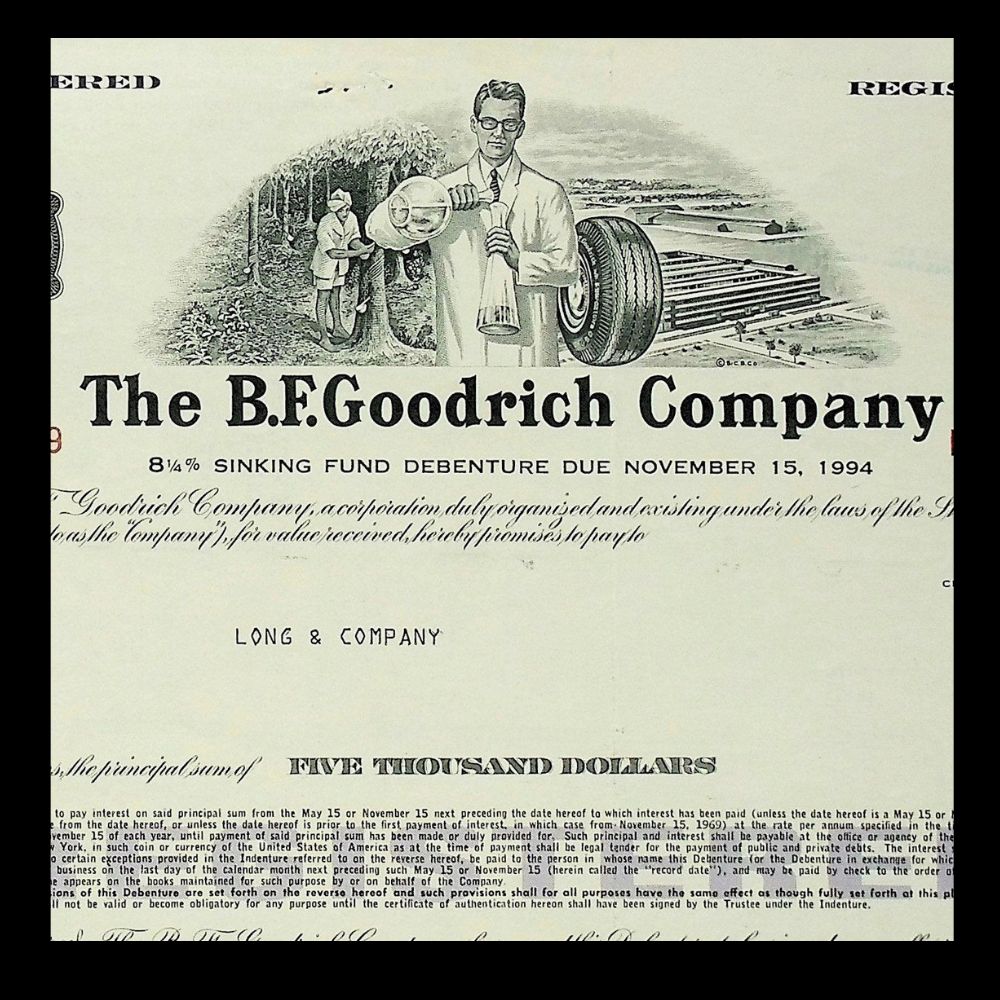 ERED REGIS
©S.C.B.CO.
The B.F.Goodrich Company
9
8¼% SINKING FUND DEBENTURE DUE NOVEMBER 15, 1994
Goodrich Company, a corporation duly organized and existing under the laws of the St
to as the "Company"), for value received, hereby promises to pay to
LONG & COMPANY
s, the principal sum of FIVE THOUSAND DOLLARS
to pay interest on said principal sum from the May 15 or November 15 next preceding the date hereof to which interest has been paid (unless the date hereof is a May 15 or N
e from the date hereof, or unless the date hereof is prior to the first payment of interest, in which case from November 15, 1969) at the rate per annum specified in the t
vember 15 of each year, until payment of said principal sum has been made or duly provided for. Such principal and interest shall be payable at the office or agency of the
w York, in such coin or currency of the United States of America as at the time of payment shall be legal tender for the payment of public and private debts. The interest s
o certain exceptions provided in the Indenture referred to on the reverse hereof, be paid to the person in whose name this Debenture (or the Debenture in exchange for whic
business on the last day of the calendar month next preceding such May 15 or November 15 (herein called the "record date"), and may be paid by check to the order o
e appears on the books maintained for such purpose by or on behalf of the Company.
sions of this Debenture are set forth on the reverse hereof and such provisions shall for all purposes have the same effect as though fully set forth at this pl
ll not be valid or become obligatory for any purpose until the certificate of authentication hereon shall have been signed by the Trustee under the Indenture.